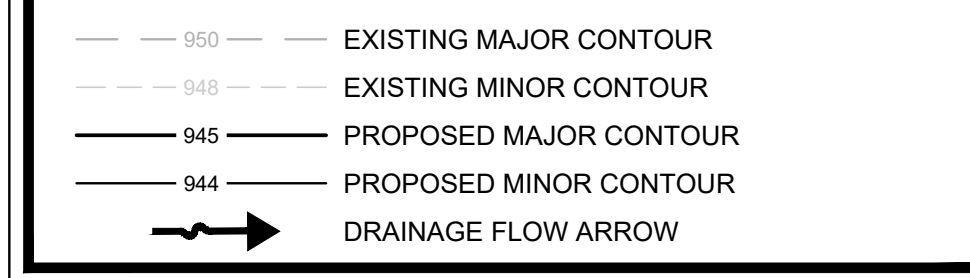 950 EXISTING MAJOR CONTOUR
948 EXISTING MINOR CONTOUR
945 PROPOSED MAJOR CONTOUR
944 PROPOSED MINOR CONTOUR
DRAINAGE FLOW ARROW